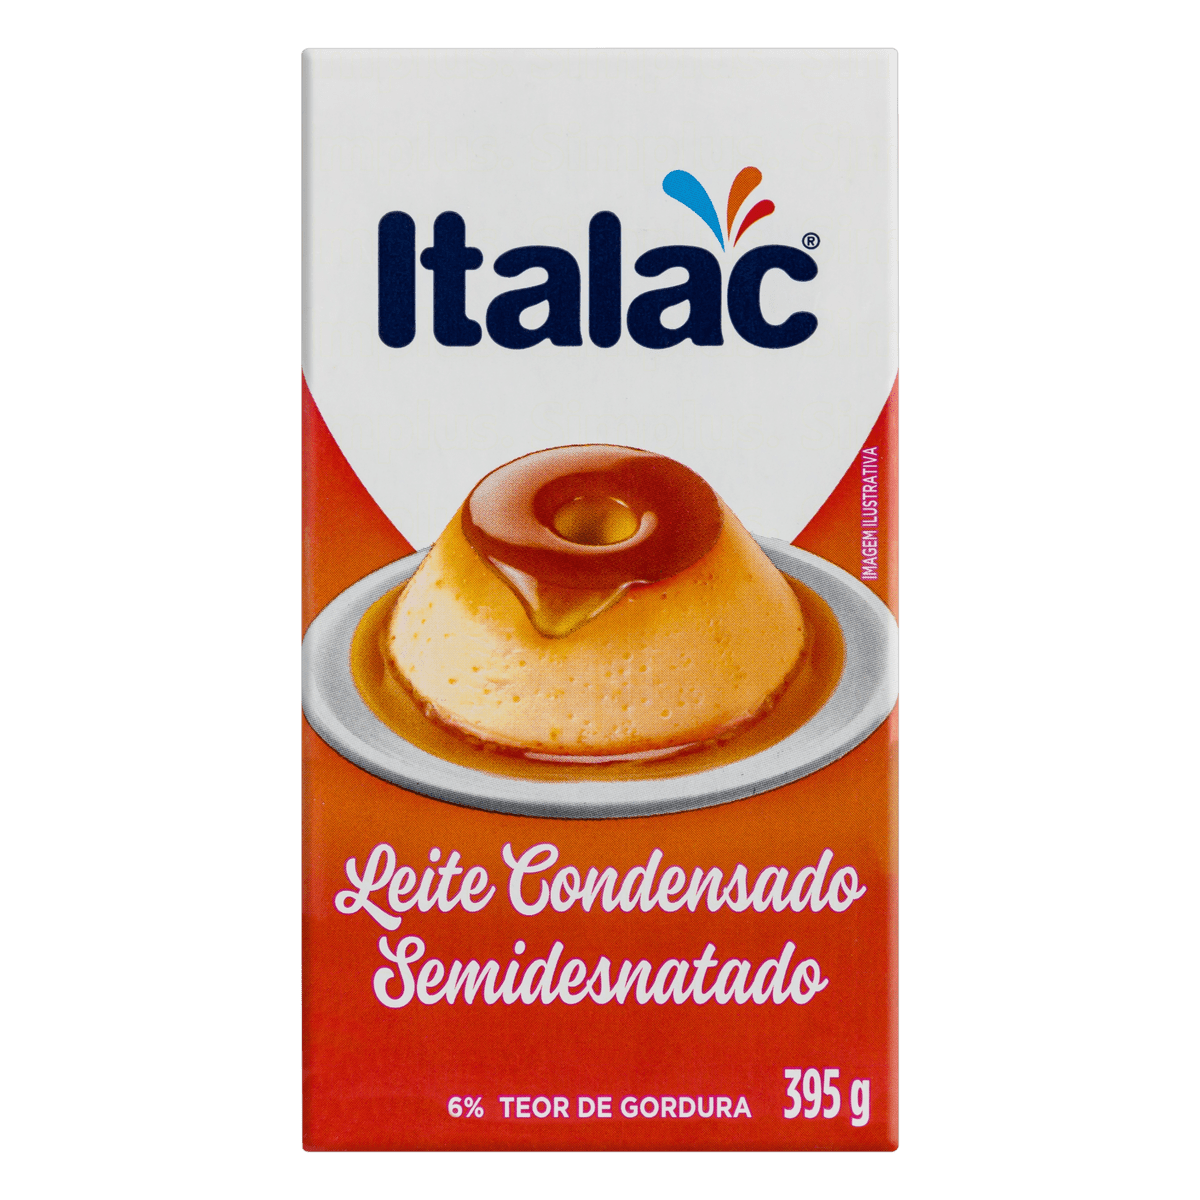 Italac®
IMAGEM ILUSTRATIVA
Leite Condensado
Semidesnatado
6% TEOR DE GORDURA
395 g